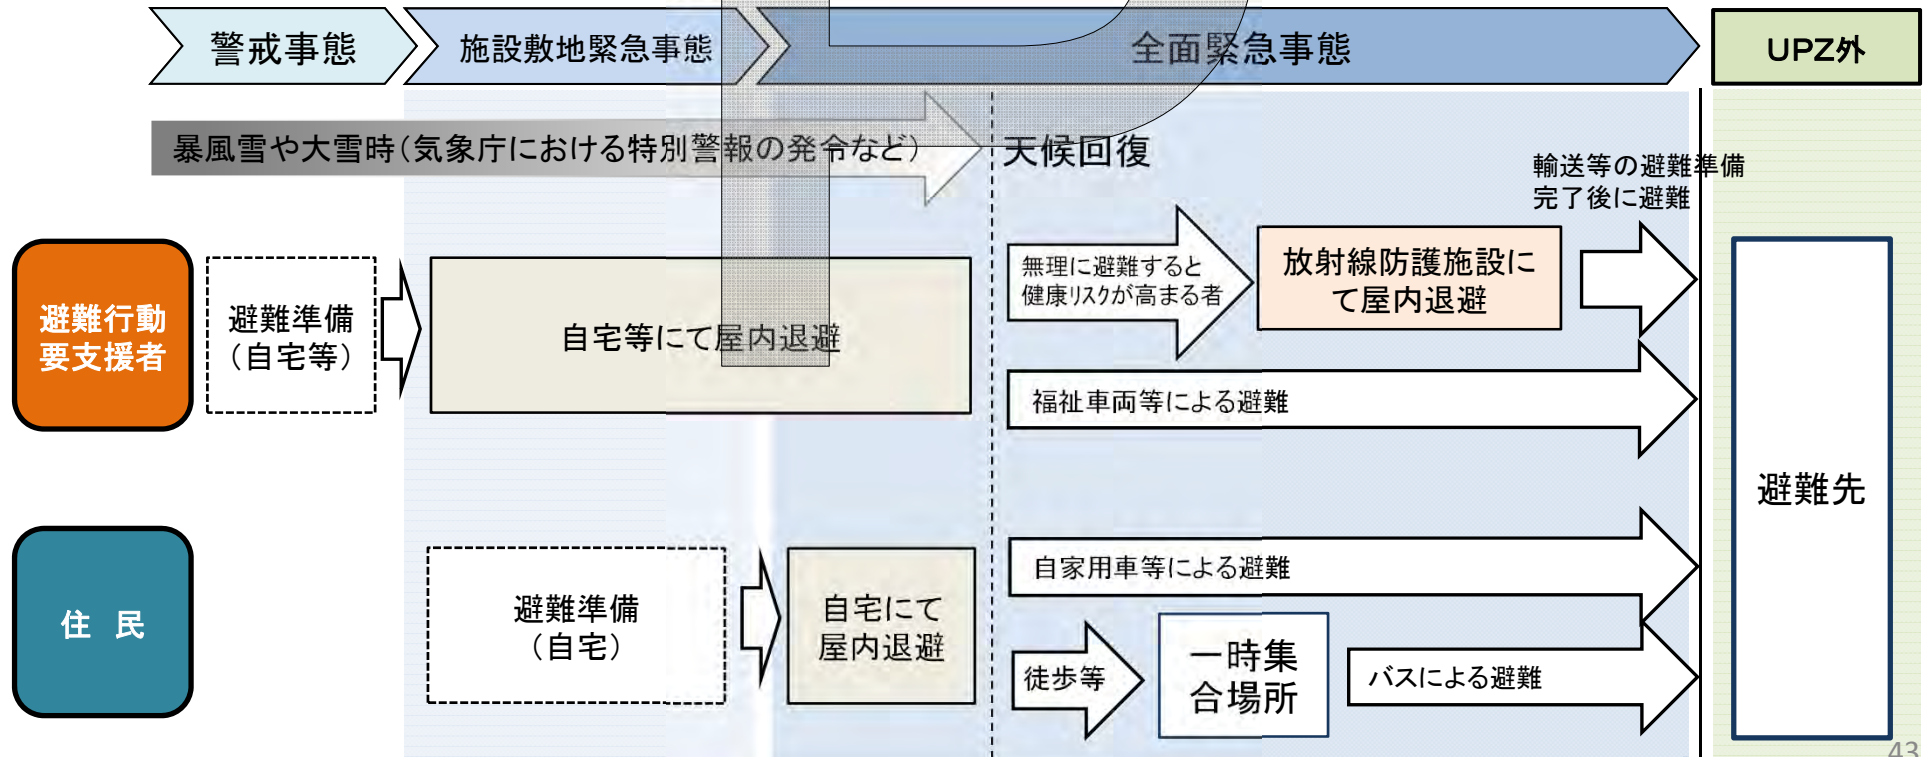 警戒事態
施設敷地緊急事態
全面緊急事態
UPZ外
暴風雪や大雪時(気象庁における特別警報の発令など)
天候回復
輸送等の避難準備
完了後に避難
避難行動
要支援者
避難準備
(自宅等)
自宅等にて屋内退避
無理に避難すると
健康リスクが高まる者
放射線防護施設に
て屋内退避
福祉車両等による避難
避難先
住 民
避難準備
(自宅)
自宅にて
屋内退避
自家用車等による避難
徒歩等
一時集
合場所
バスによる避難
43